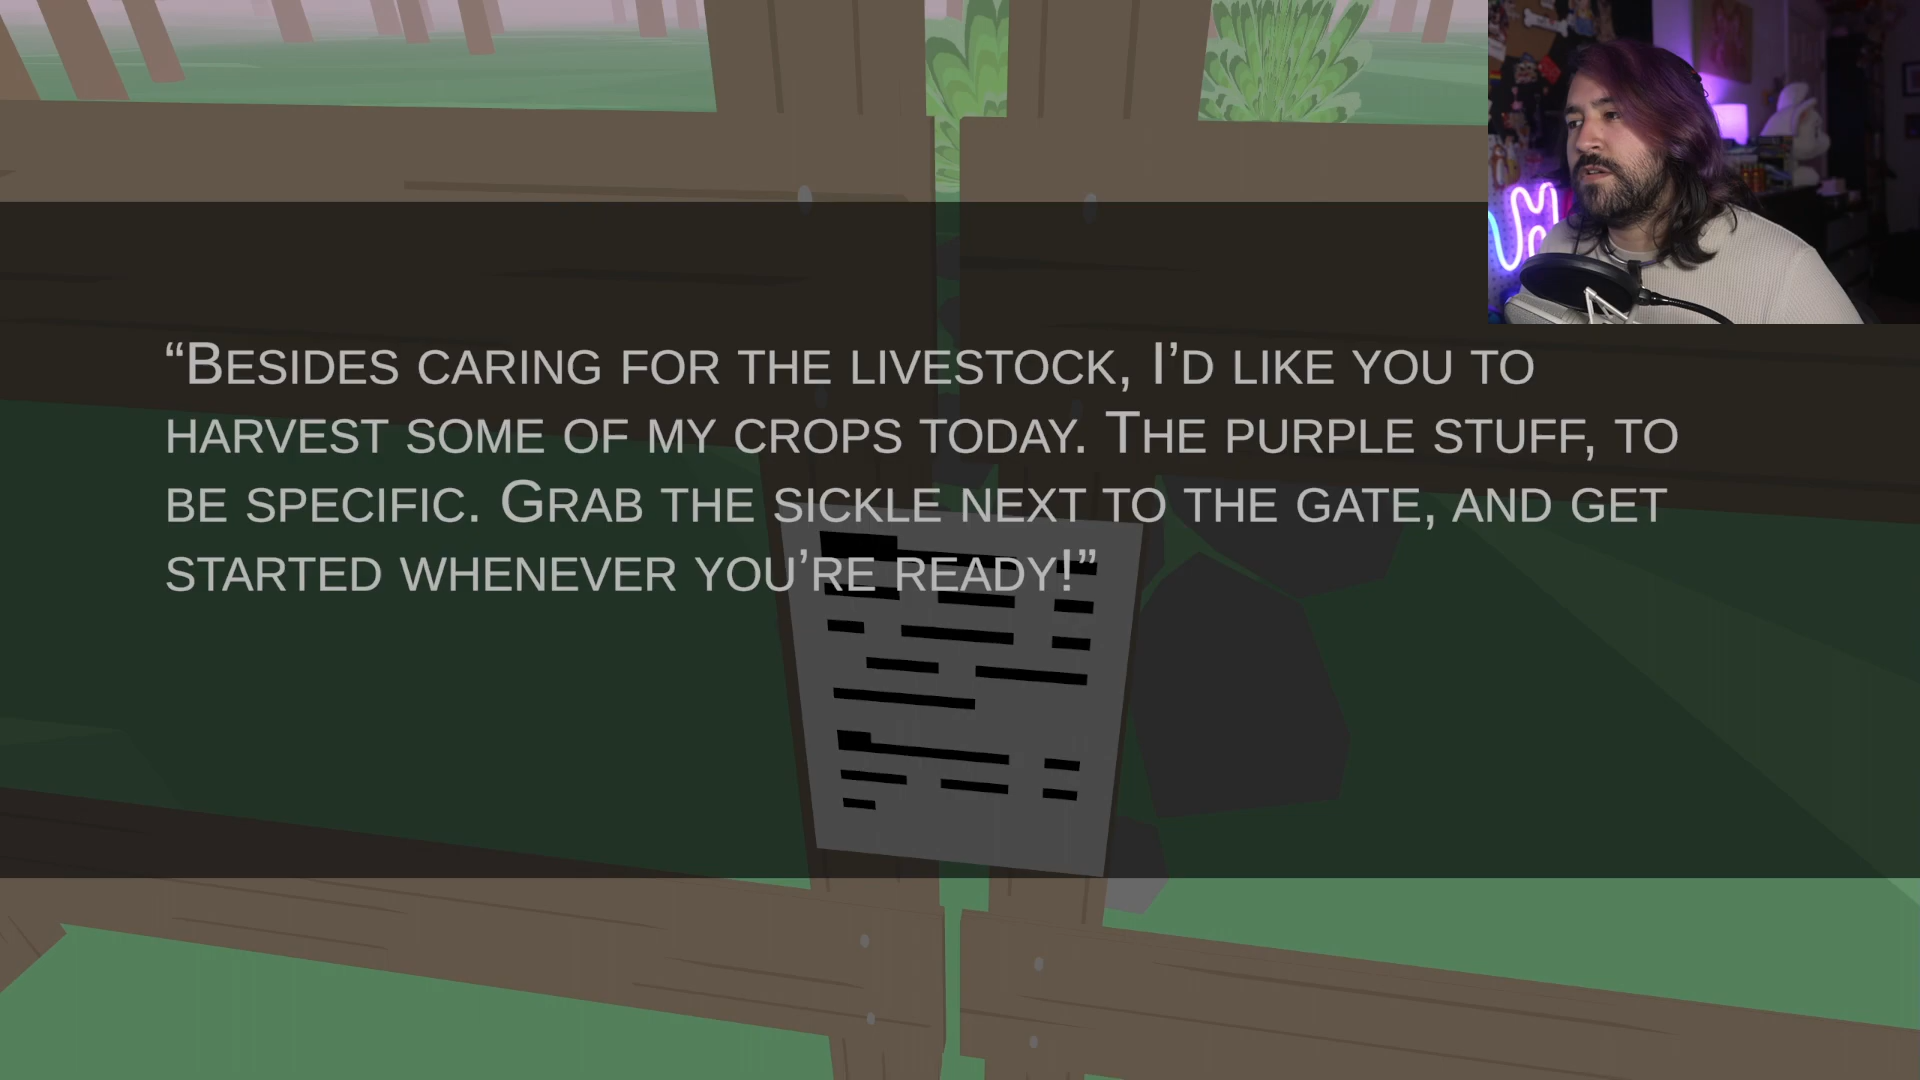 “Besides caring for the livestock, I’d like you to
harvest some of my crops today. The purple stuff, to
be specific. Grab the sickle next to the gate, and get
started whenever you’re ready!”